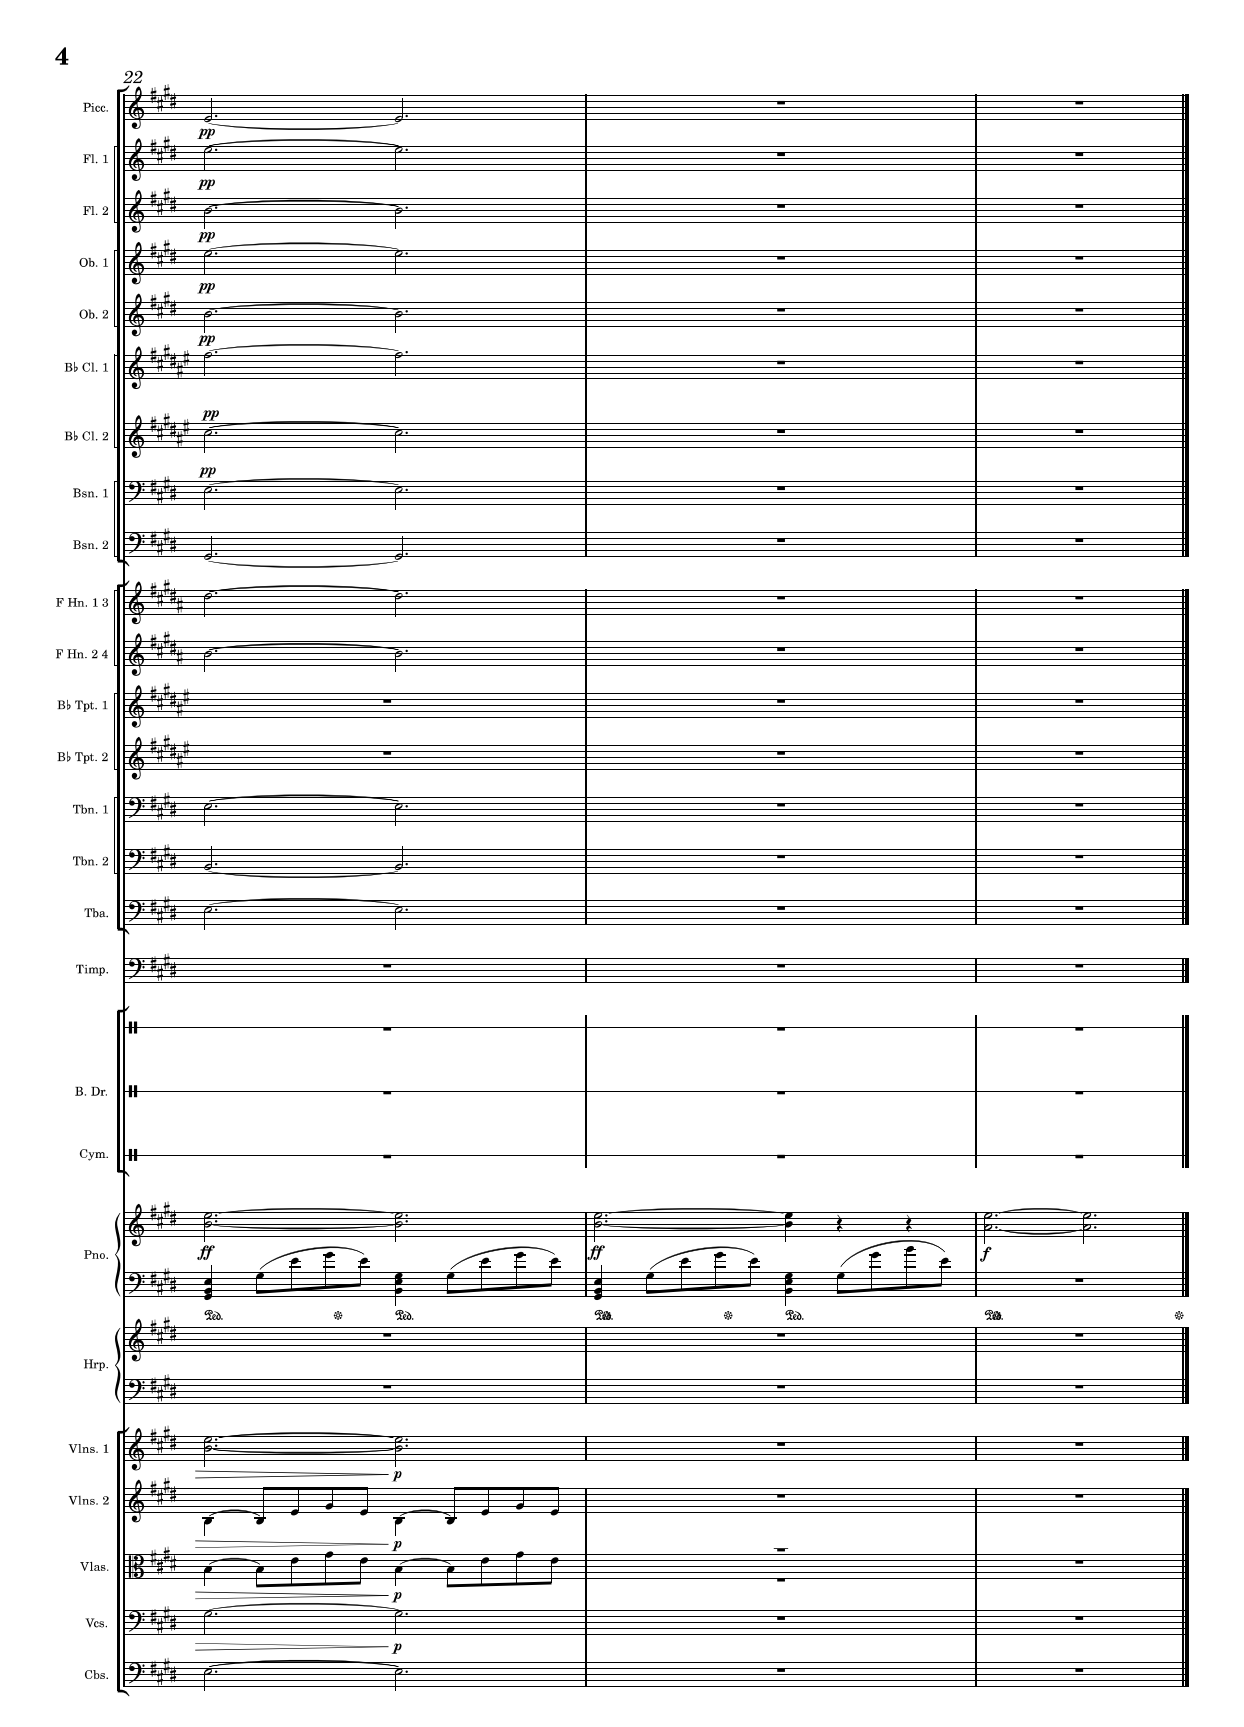 4
22
Picc.
pp
Fl. 1
pp
Fl. 2
pp
Ob. 1
pp
Ob. 2
pp
B♭ Cl. 1
pp
B♭ Cl. 2
pp
Bsn. 1
Bsn. 2
F Hn. 1 3
F Hn. 2 4
B♭ Tpt. 1
B♭ Tpt. 2
Tbn. 1
Tbn. 2
Tba.
Timp.
B. Dr.
Cym.
Pno.
ff ff f
Ped. Ped. Ped. Ped. Ped.
Hrp.
Vlns. 1
p
Vlns. 2
p
Vlas.
p
Vcs.
p
Cbs.